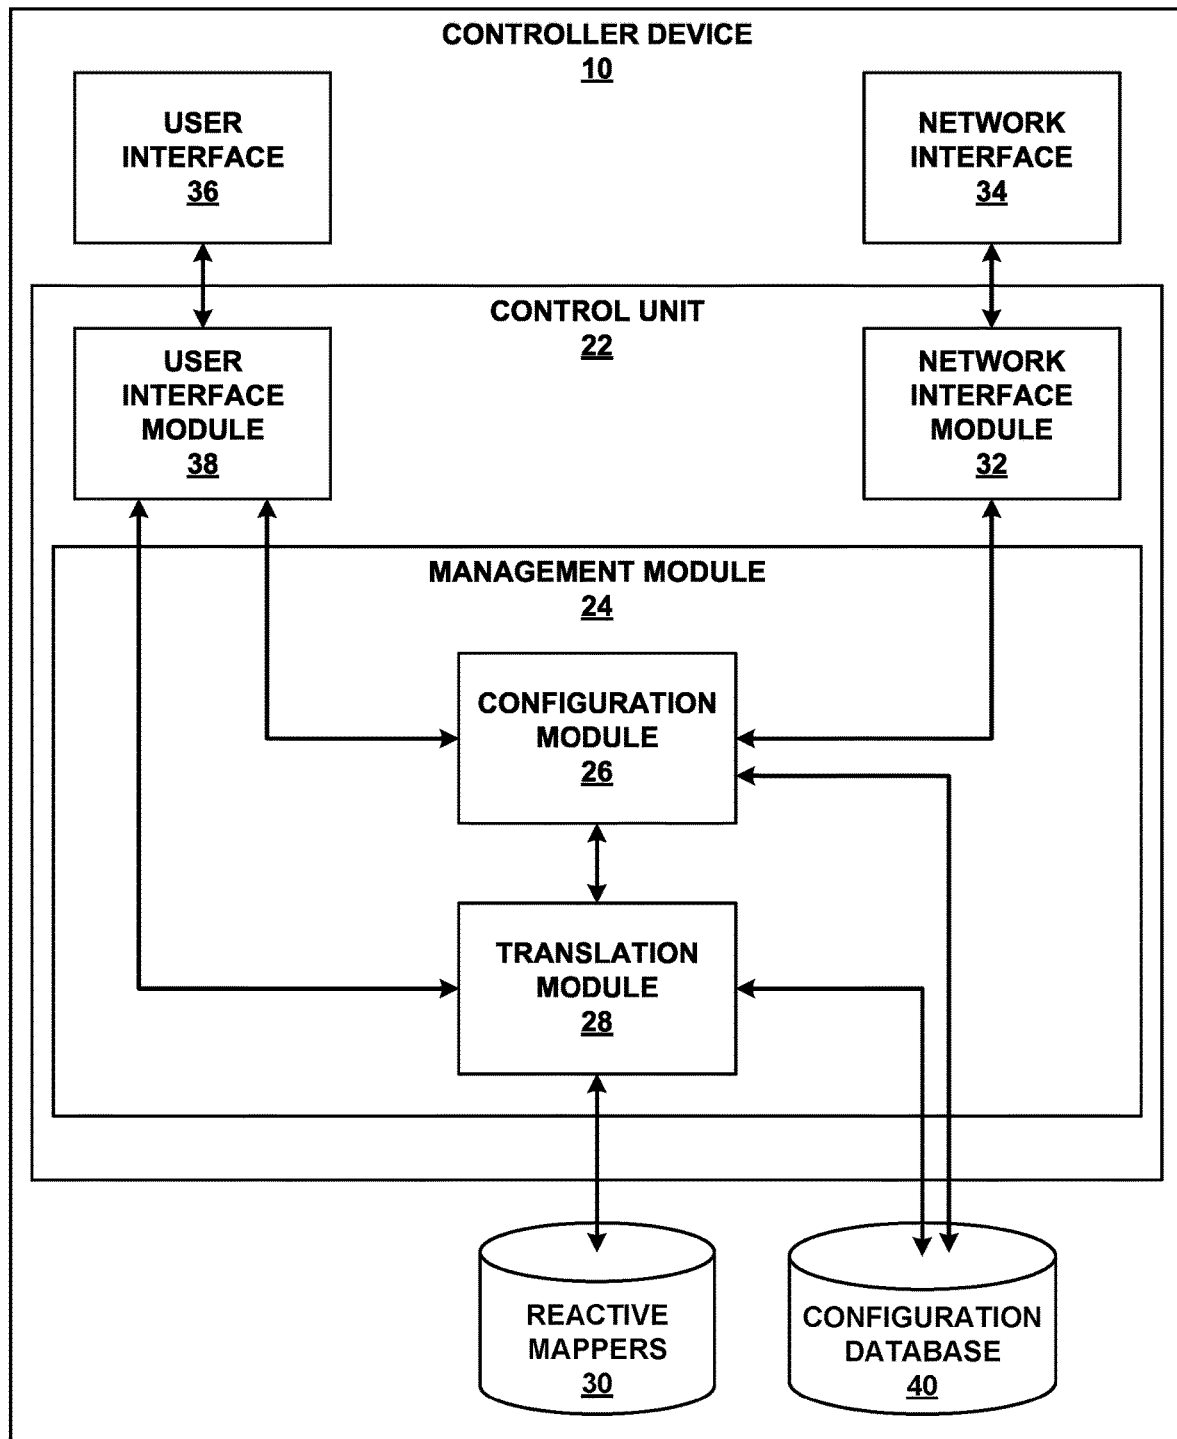 CONTROLLER DEVICE
10
USER
INTERFACE
36
NETWORK
INTERFACE
34
CONTROL UNIT
22
USER
INTERFACE
MODULE
38
NETWORK
INTERFACE
MODULE
32
MANAGEMENT MODULE
24
CONFIGURATION
MODULE
26
TRANSLATION
MODULE
28
REACTIVE
MAPPERS
30
CONFIGURATION
DATABASE
40